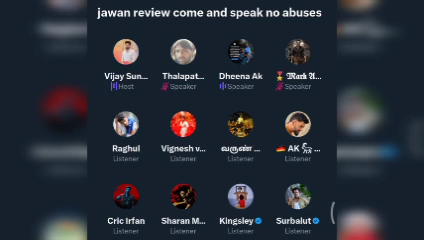 jawan review come and speak no abuses
Vijay Sun... Thalapat... Dheena Ak 🎖 𝕸𝖆𝖗𝖐 𝕬...
Host Speaker Speaker Speaker
Raghul Vignesh v... வருண் ... AK ...
Listener Listener Listener Listener
Cric Irfan Sharan M... Kingsley Surbalut
Listener Listener Listener Listener